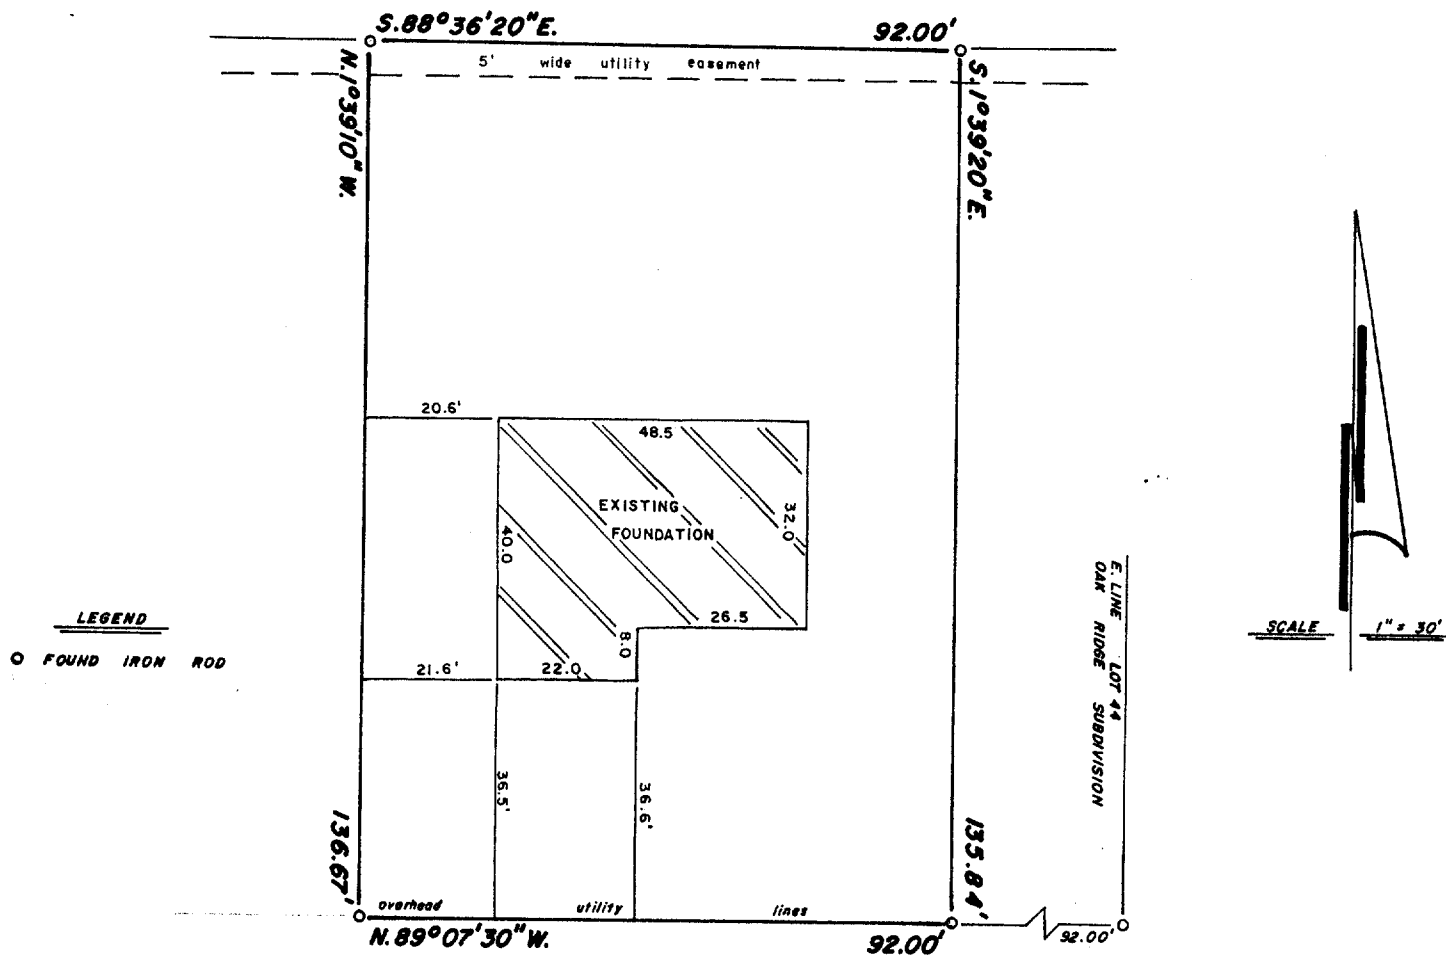 S.88°36'20"E.
92.00'
5' wide utility easement
N.1°39'10"W.
S.1°39'20"E.
20.6'
48.5
EXISTING
FOUNDATION
32.0
40.0
26.5
8.0
21.6'
22.0
36.5'
36.6'
136.67'
135.84'
overhead utility lines
N.89°07'30"W.
92.00'
92.00'
E. LINE LOT 44
OAK RIDGE SUBDIVISION
LEGEND
O FOUND IRON ROD
SCALE 1" = 30'